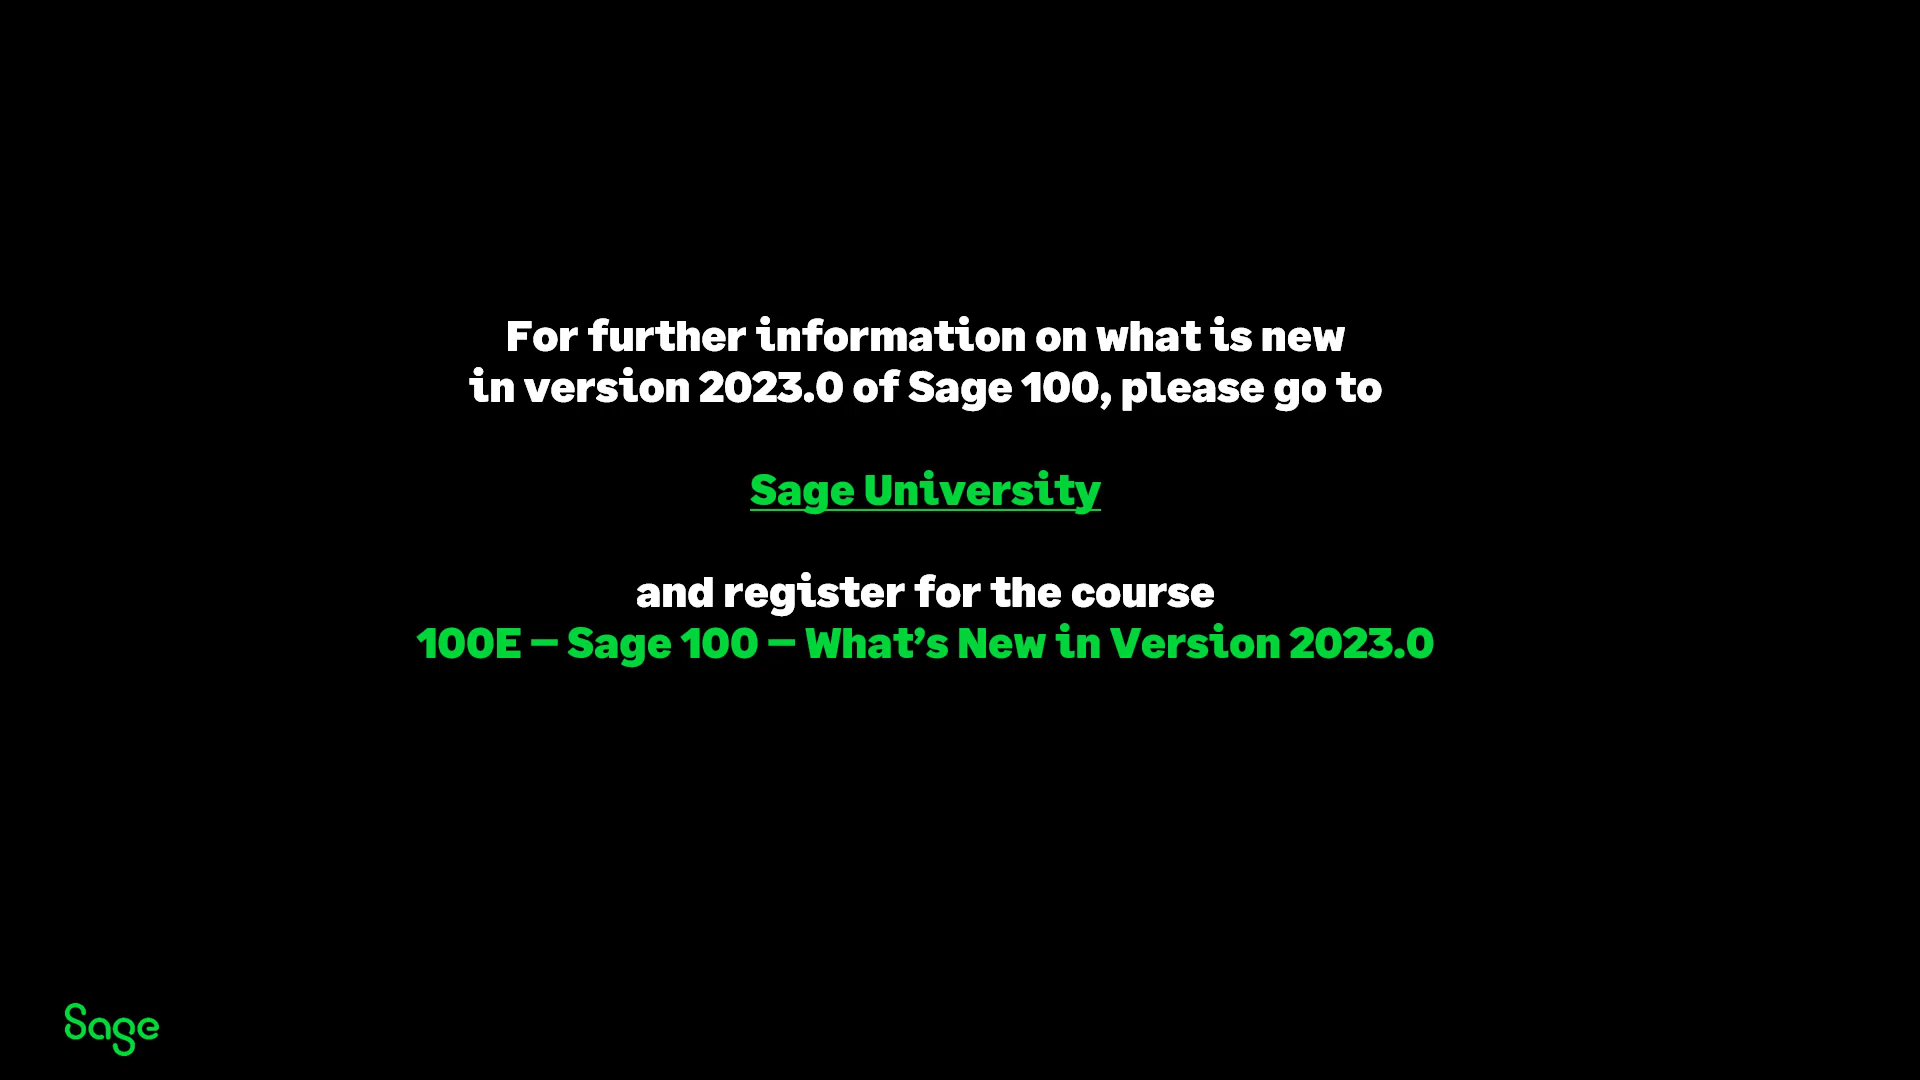 For further information on what is new
in version 2023.0 of Sage 100, please go to
Sage University
and register for the course
100E – Sage 100 – What’s New in Version 2023.0
Sage